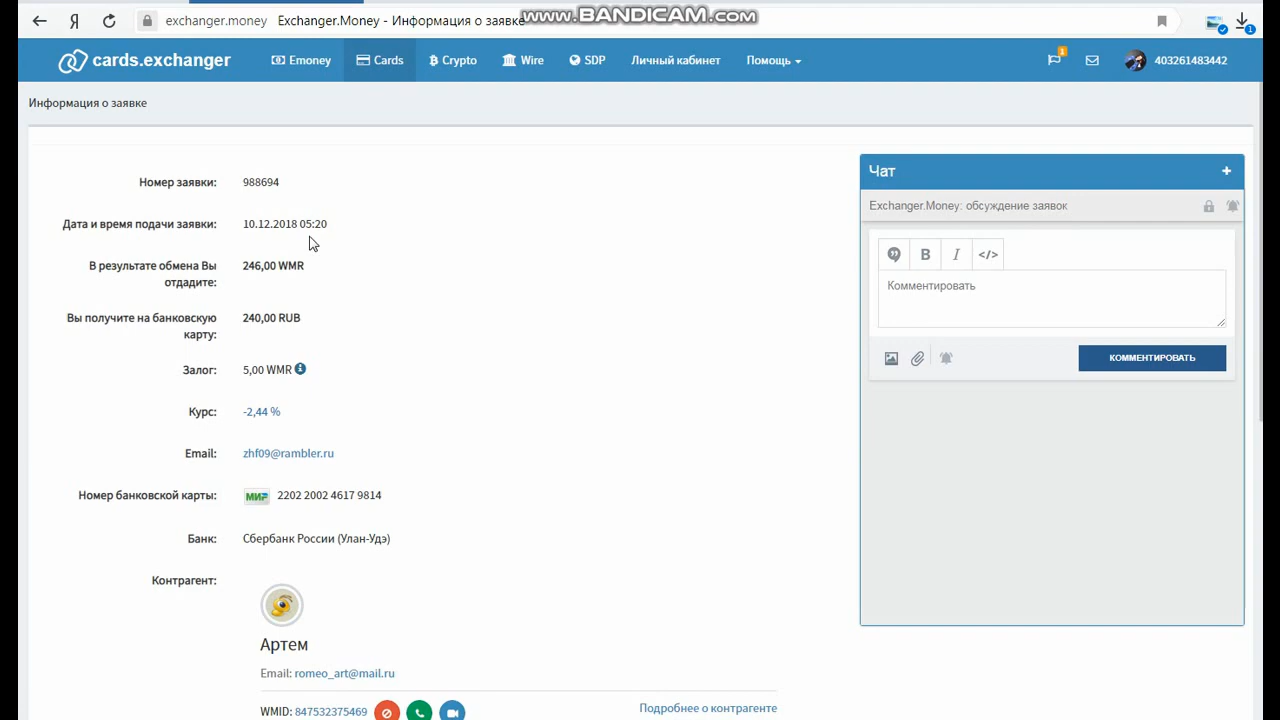 exchanger.money Exchanger.Money - Информация о заявке
www.BANDICAM.com
cards.exchanger Emoney Cards Crypto Wire SDP Личный кабинет Помощь 1 403261483442
Информация о заявке
Номер заявки: 988694
Дата и время подачи заявки: 10.12.2018 05:20
В результате обмена Вы
отдадите: 246,00 WMR
Вы получите на банковскую
карту: 240,00 RUB
Залог: 5,00 WMR
Курс: -2,44 %
Email: zhf09@rambler.ru
Номер банковской карты: МИР 2202 2002 4617 9814
Банк: Сбербанк России (Улан-Удэ)
Контрагент:
Артем
Email: romeo_art@mail.ru
WMID: 847532375469 Подробнее о контрагенте
Чат +
Exchanger.Money: обсуждение заявок
B I </>
Комментировать
КОММЕНТИРОВАТЬ